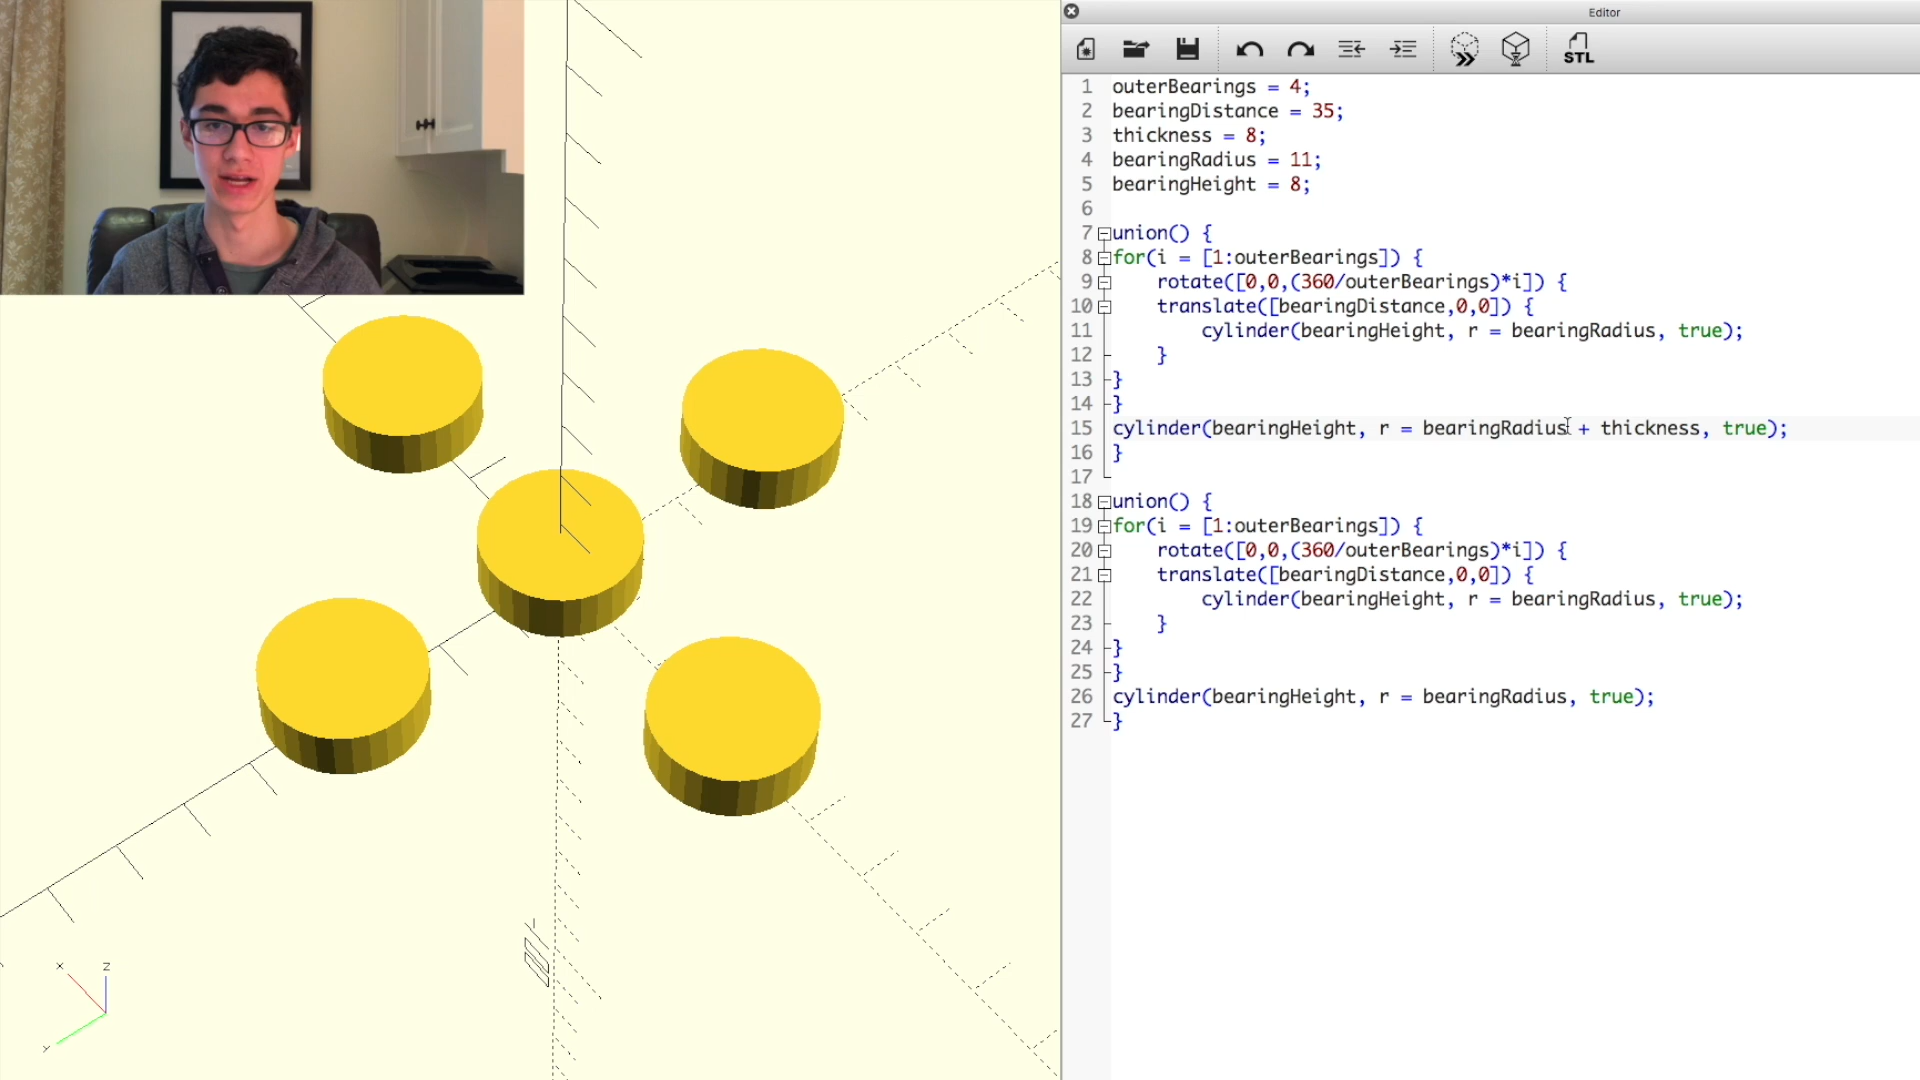 Editor
STL
1 outerBearings = 4;
2 bearingDistance = 35;
3 thickness = 8;
4 bearingRadius = 11;
5 bearingHeight = 8;
6
7 union() {
8 for(i = [1:outerBearings]) {
9 rotate([0,0,(360/outerBearings)*i]) {
10 translate([bearingDistance,0,0]) {
11 cylinder(bearingHeight, r = bearingRadius, true);
12 }
13 }
14 }
15 cylinder(bearingHeight, r = bearingRadius + thickness, true);
16 }
17
18 union() {
19 for(i = [1:outerBearings]) {
20 rotate([0,0,(360/outerBearings)*i]) {
21 translate([bearingDistance,0,0]) {
22 cylinder(bearingHeight, r = bearingRadius, true);
23 }
24 }
25 }
26 cylinder(bearingHeight, r = bearingRadius, true);
27 }
x
z
y